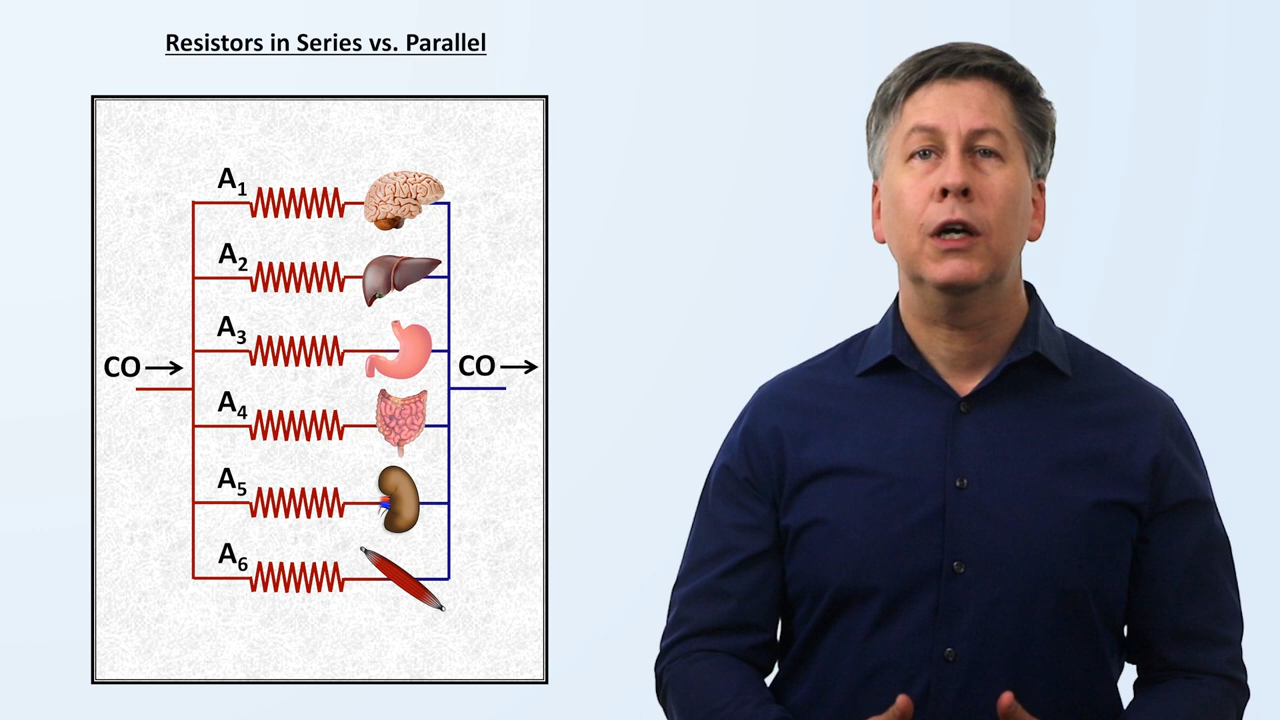 Resistors in Series vs. Parallel
A₁
A₂
A₃
CO → CO →
A₄
A₅
A₆